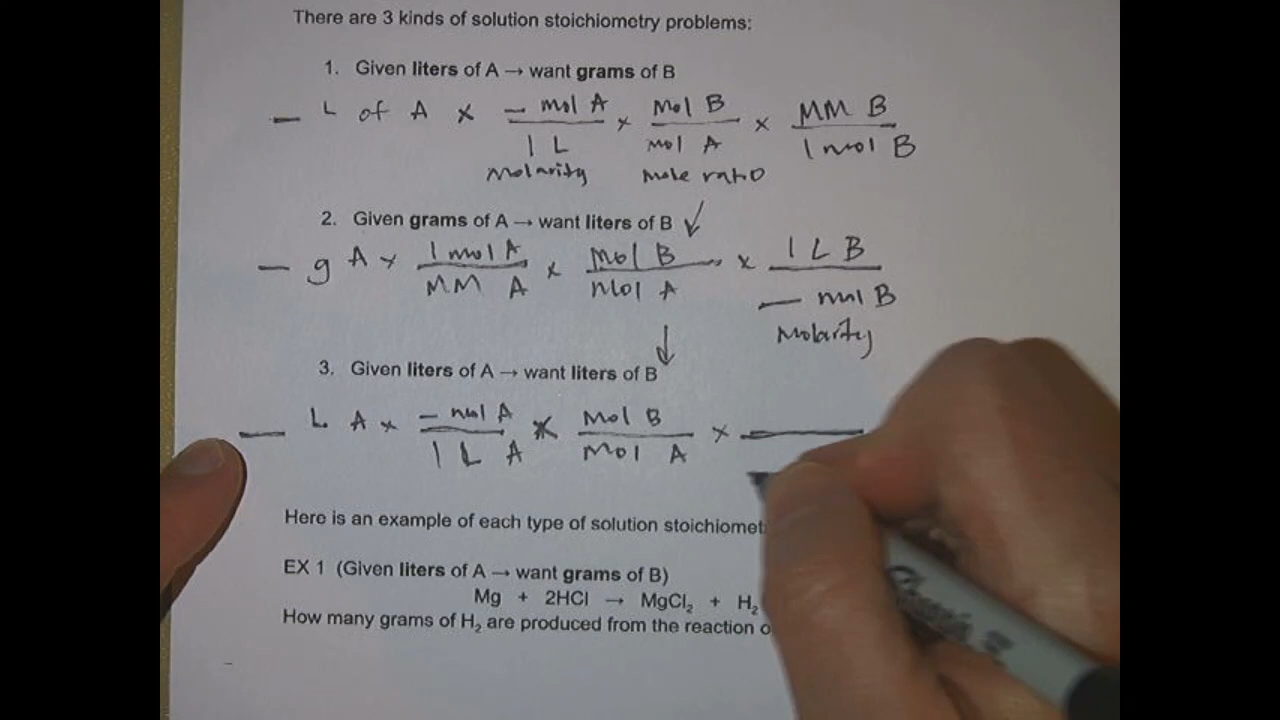 There are 3 kinds of solution stoichiometry problems:
1. Given liters of A → want grams of B
— L of A × — mol A / 1 L × Mol B / mol A × MM B / 1 mol B
Molarity mole ratio
2. Given grams of A → want liters of B
— g A × 1 mol A / MM A × Mol B / Mol A × 1 L B / — mol B
Molarity
3. Given liters of A → want liters of B
— L A × — mol A / 1 L A × Mol B / Mol A × —
Here is an example of each type of solution
EX 1 (Given liters of A → want grams of B)
Mg + 2HCl → MgCl₂ + H₂
How many grams of H₂ are produced from the reaction